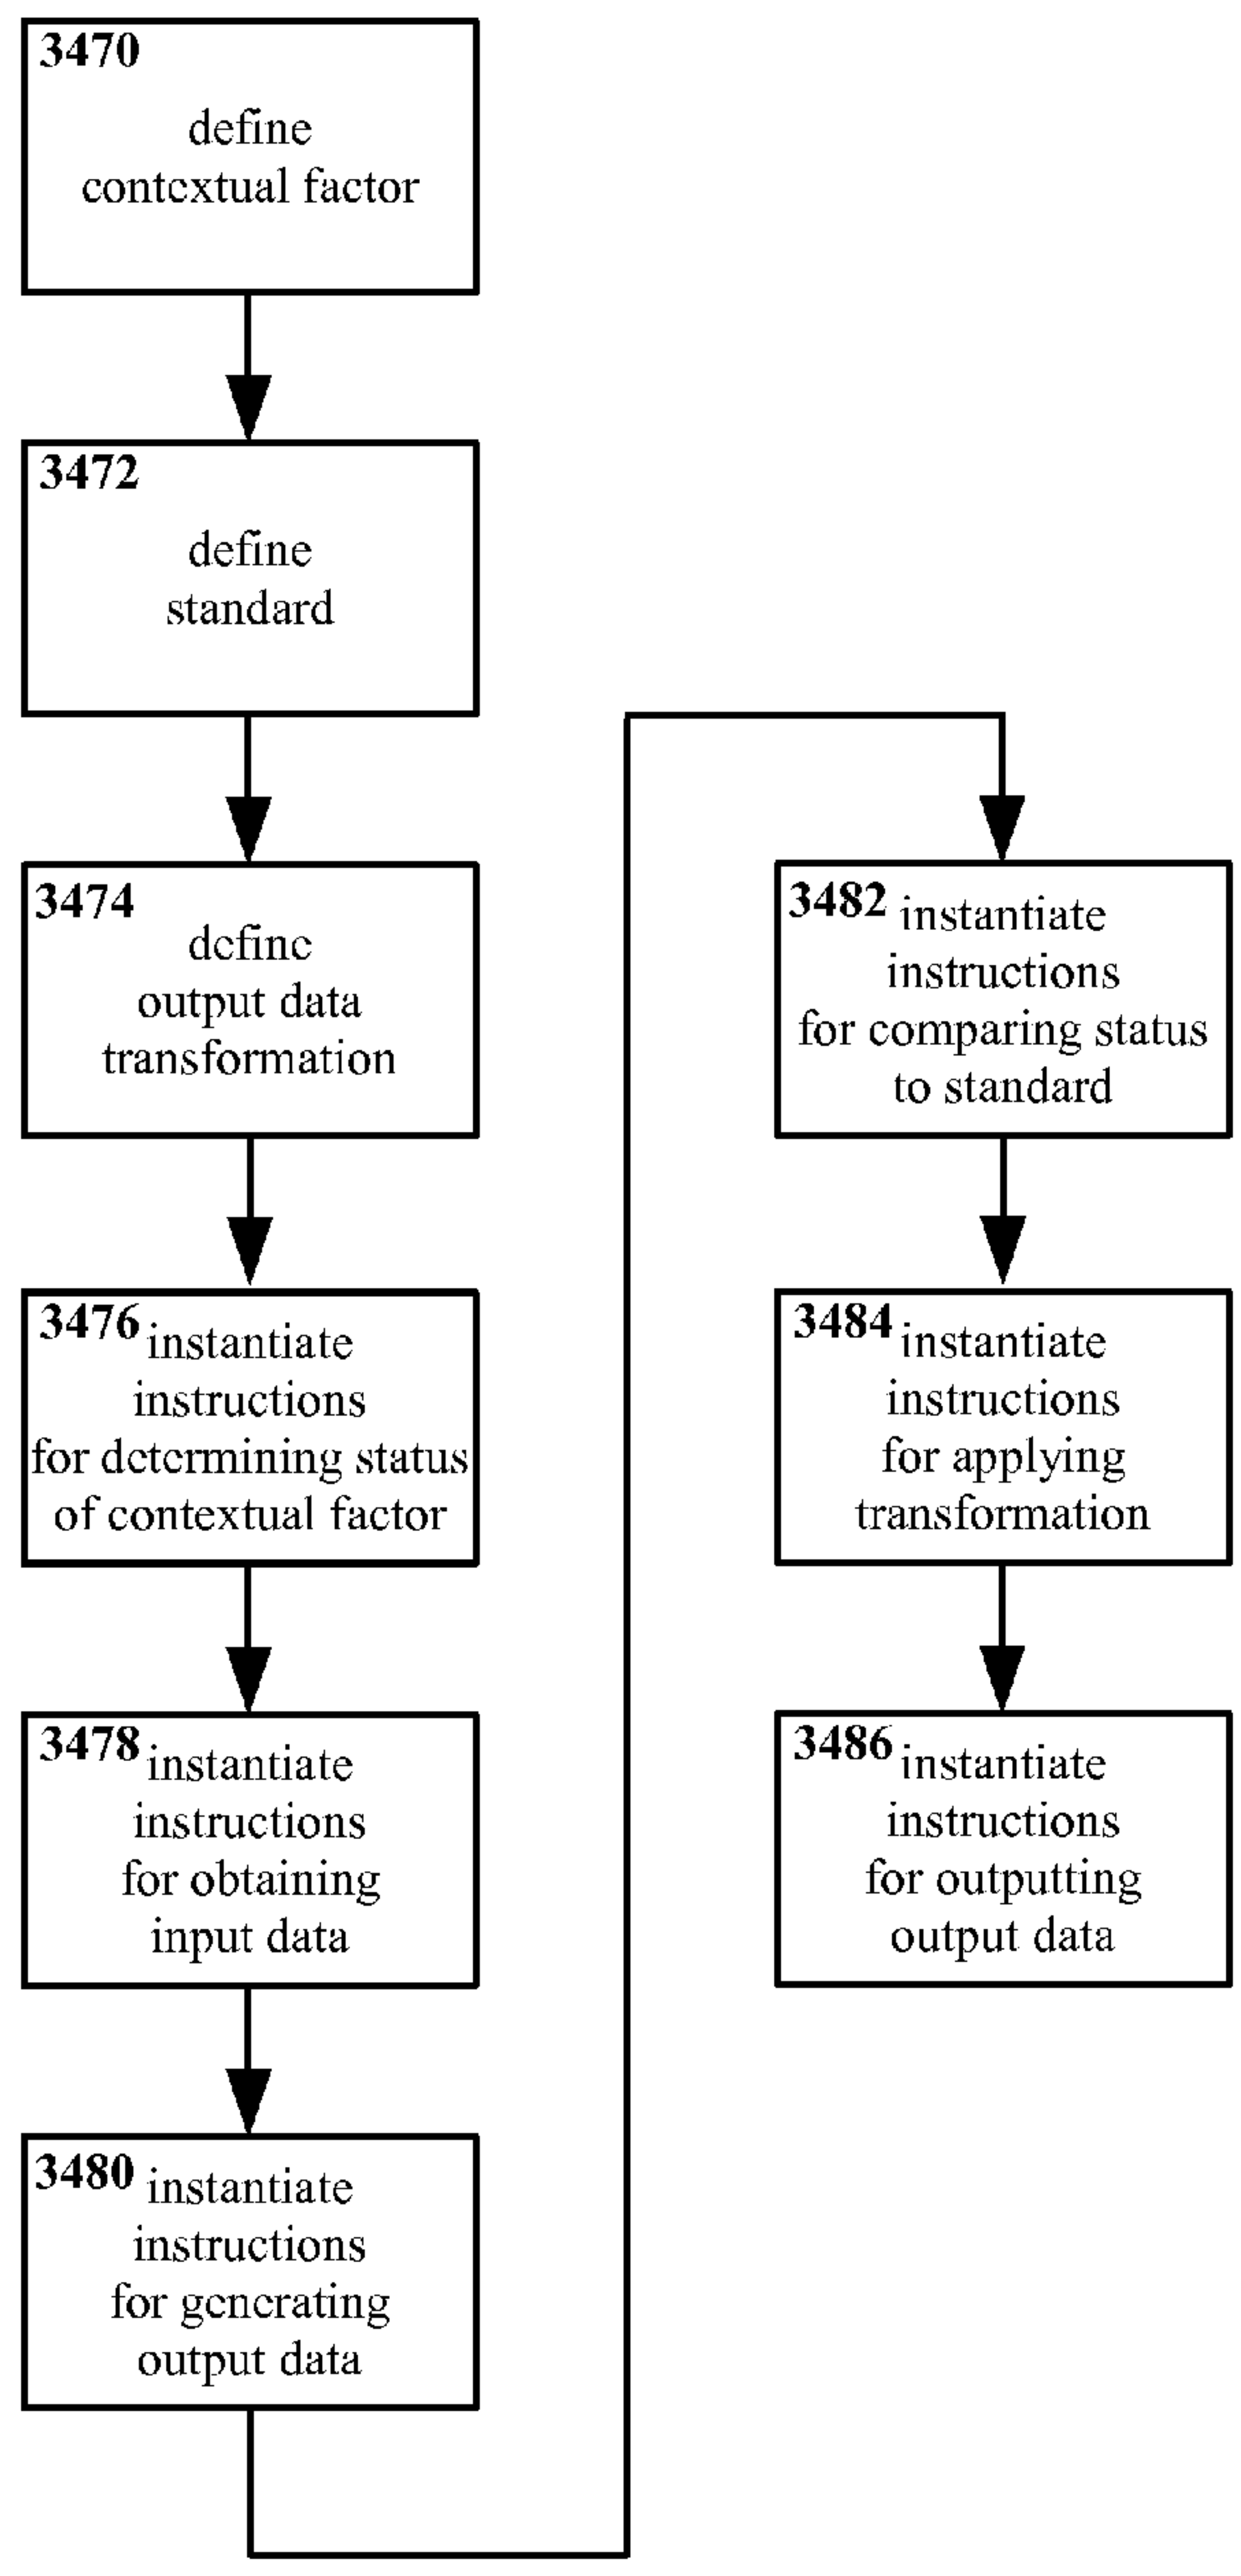 3470
define
contextual factor
3472
define
standard
3474
define
output data
transformation
3476 instantiate
instructions
for determining status
of contextual factor
3478 instantiate
instructions
for obtaining
input data
3480 instantiate
instructions
for generating
output data
3482 instantiate
instructions
for comparing status
to standard
3484 instantiate
instructions
for applying
transformation
3486 instantiate
instructions
for outputting
output data